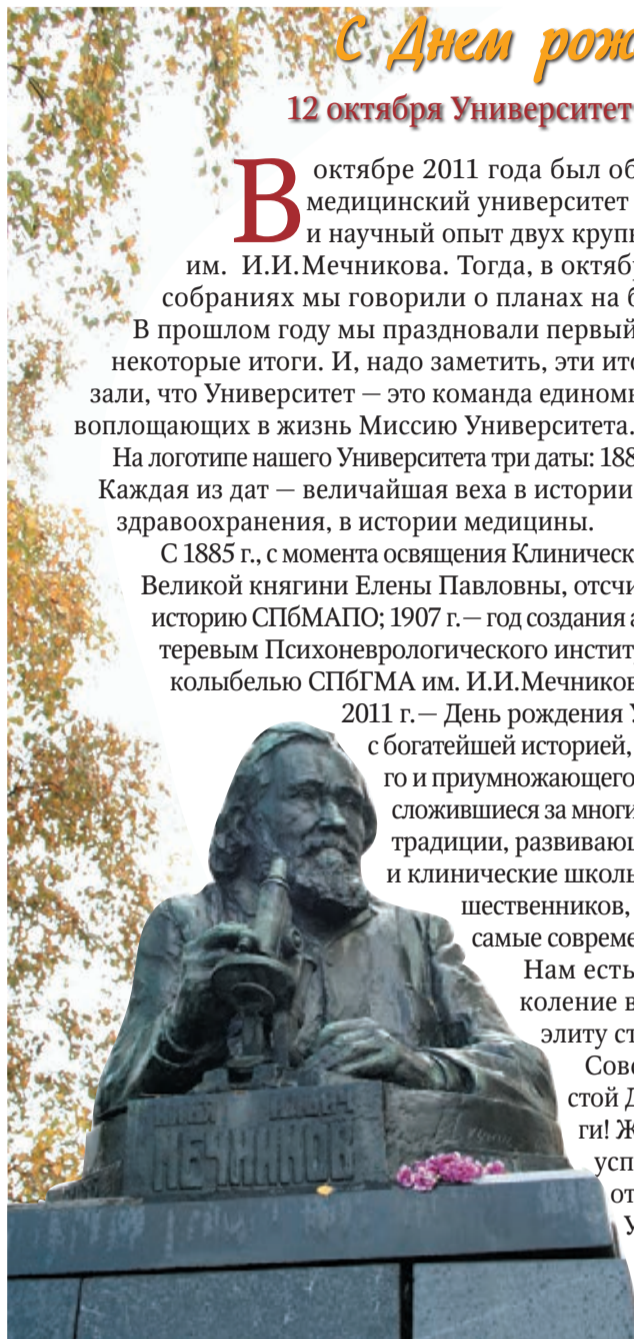 С Днем рож
12 октября Университет
В октябре 2011 года был об
медицинский университет
и научный опыт двух круп
им. И.И.Мечникова. Тогда, в октяб
собраниях мы говорили о планах на б
В прошлом году мы праздновали первый
некоторые итоги. И, надо заметить, эти ито
зали, что Университет — это команда едином
воплощающих в жизнь Миссию Университета.
На логотипе нашего Университета три даты: 188
Каждая из дат — величайшая веха в истории
здравоохранения, в истории медицины.
С 1885 г., с момента освящения Клиническ
Великой княгини Елены Павловны, отсчи
историю СПбМАПО; 1907 г.— год создания а
теревым Психоневрологического инстит
колыбелью СПбГМА им. И.И.Мечников
2011 г.— День рождения У
с богатейшей историей,
го и приумножающего
сложившиеся за многи
традиции, развивающ
и клинические школы
шественников,
самые совреме
Нам есть
коление в
элиту ст
Сове
стой Д
ги! Ж
усп
от
У
МЕЧНИКОВ